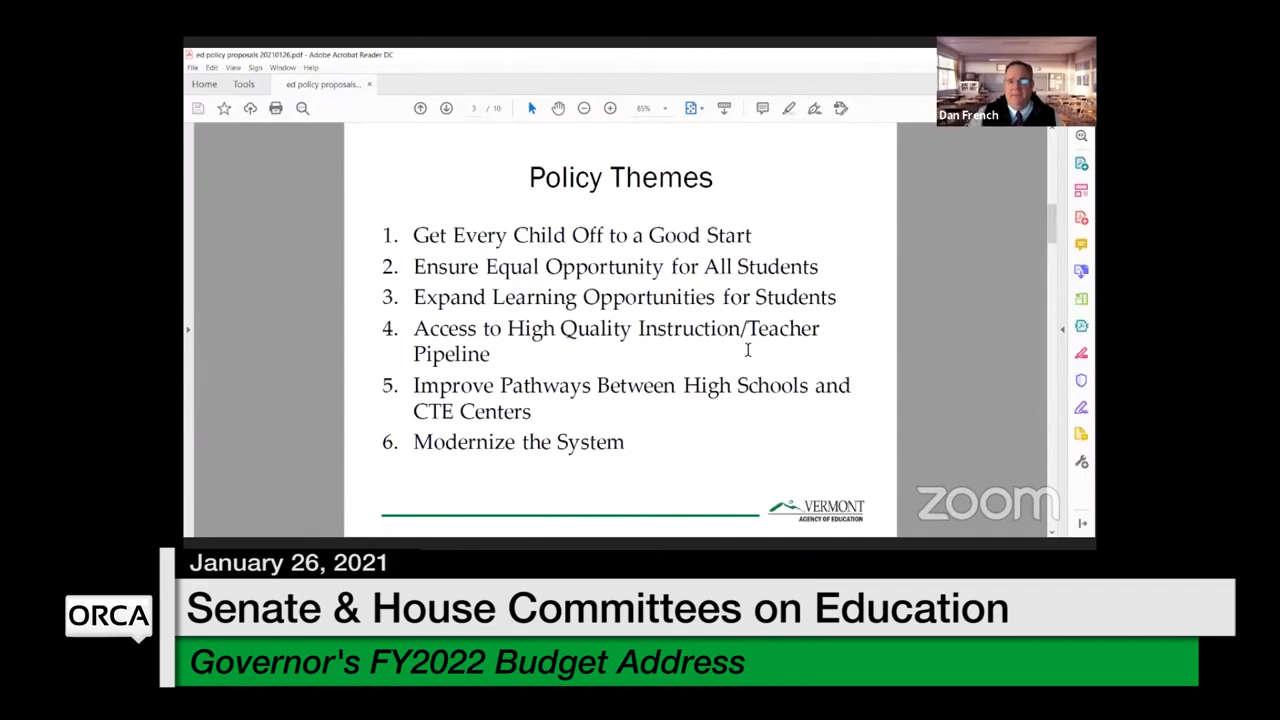 ed policy proposals 20210126.pdf - Adobe Acrobat Reader DC
File Edit View Sign Window Help
Home Tools ed policy proposals... ×
3 / 10 85%
Dan French
Policy Themes
1. Get Every Child Off to a Good Start
2. Ensure Equal Opportunity for All Students
3. Expand Learning Opportunities for Students
4. Access to High Quality Instruction/Teacher
Pipeline
5. Improve Pathways Between High Schools and
CTE Centers
6. Modernize the System
VERMONT
AGENCY OF EDUCATION
zoom
January 26, 2021
ORCA
Senate & House Committees on Education
Governor's FY2022 Budget Address